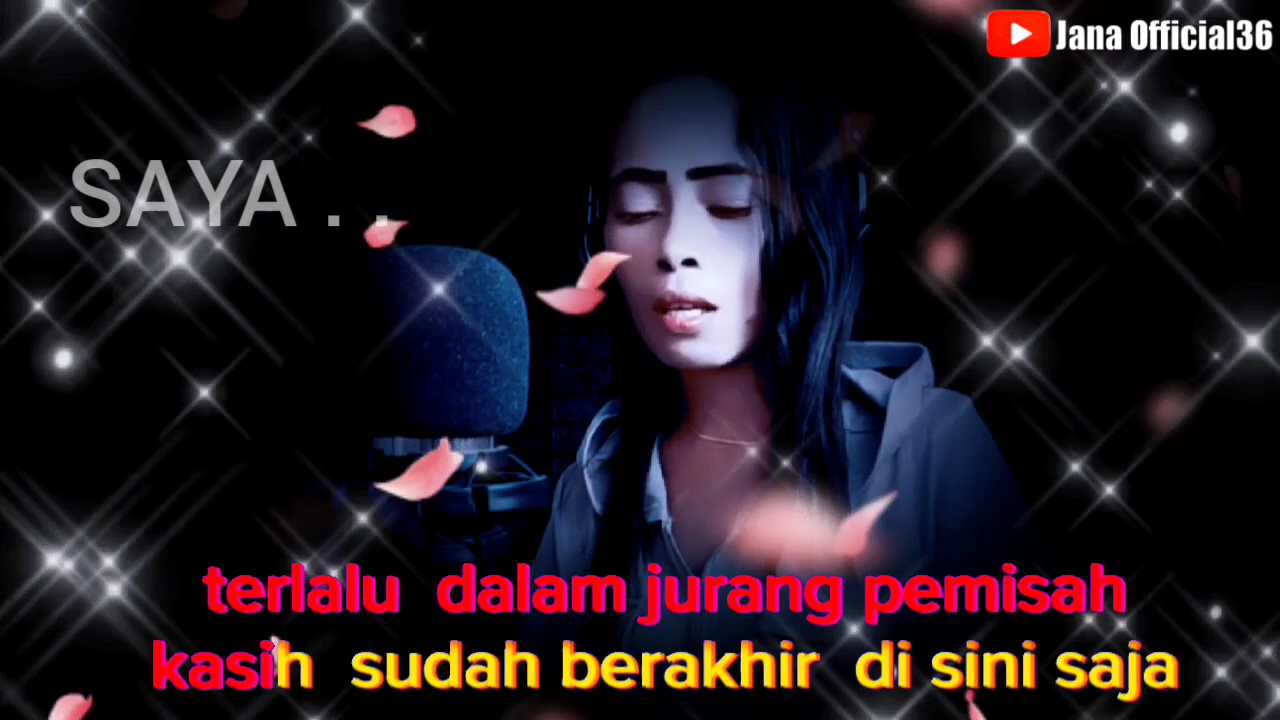 Jana Official36
SAYA . .
terlalu dalam jurang pemisah
kasih sudah berakhir di sini saja